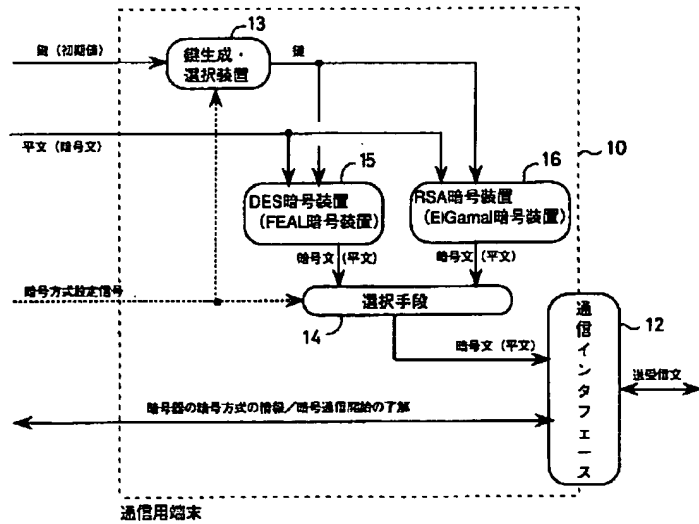 13
鍵(初期値)
鍵生成・
選択装置
鍵
平文(暗号文)
15
16
10
DES暗号装置
(FEAL暗号装置)
RSA暗号装置
(ElGamal暗号装置)
暗号文(平文)
暗号文(平文)
暗号方式設定信号
選択手段
14
12
暗号文(平文)
通信インタフェース
送受信文
暗号器の暗号方式の情報/暗号通信開始の了解
通信用端末